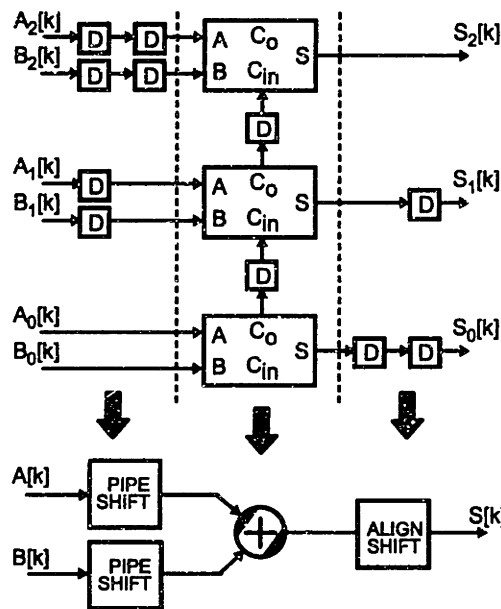 A₂[k] D D A Cₒ S S₂[k]
B₂[k] D D B Cᵢₙ
D
A₁[k] D A Cₒ S S₁[k]
B₁[k] D B Cᵢₙ D
D
A₀[k] A Cₒ S S₀[k]
B₀[k] B Cᵢₙ D D
A[k] PIPE SHIFT
B[k] PIPE SHIFT
+
ALIGN SHIFT S[k]